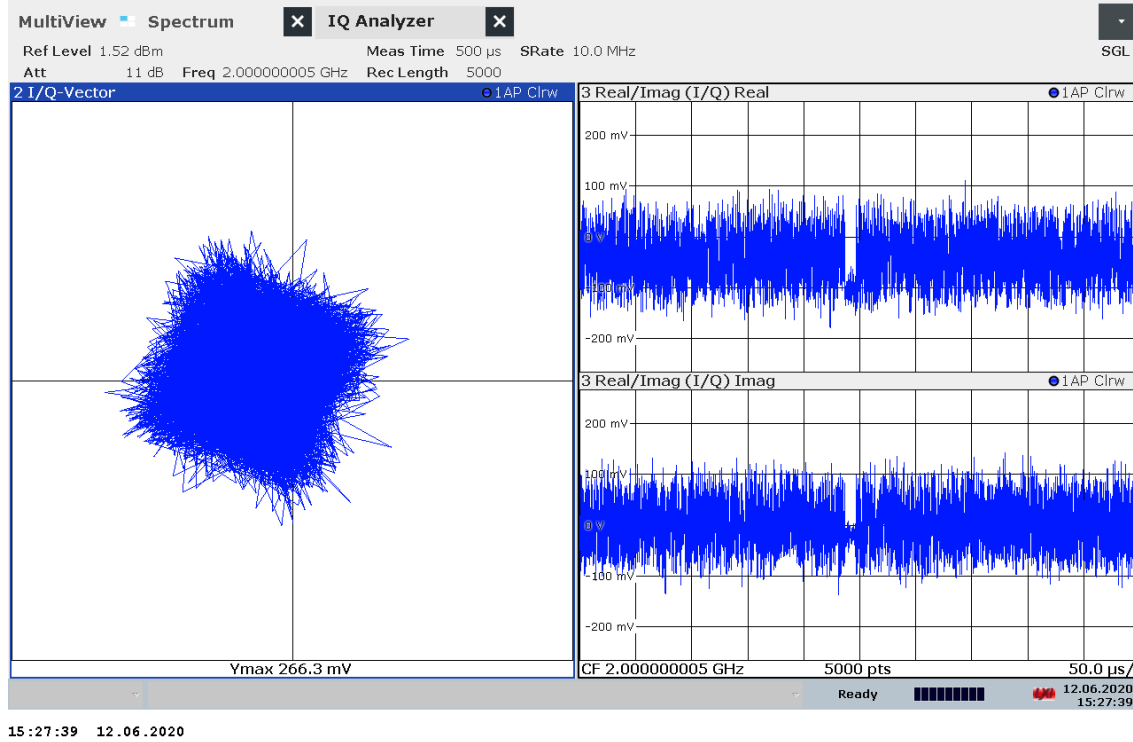 MultiView Spectrum X IQ Analyzer X
Ref Level 1.52 dBm Meas Time 500 µs SRate 10.0 MHz SGL
Att 11 dB Freq 2.000000005 GHz Rec Length 5000
2 I/Q-Vector 1AP Clrw
Ymax 266.3 mV
3 Real/Imag (I/Q) Real 1AP Clrw
200 mV
100 mV
0 V
-100 mV
-200 mV
3 Real/Imag (I/Q) Imag 1AP Clrw
200 mV
100 mV
0 V
-100 mV
-200 mV
CF 2.000000005 GHz 5000 pts 50.0 µs/
Ready 12.06.2020
15:27:39
15:27:39 12.06.2020